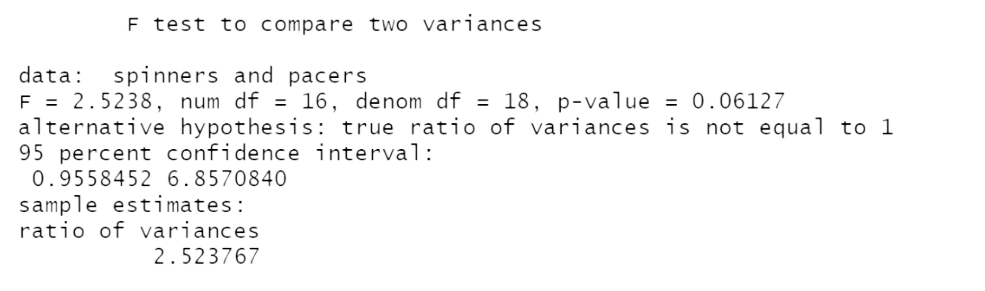 F test to compare two variances
data:  spinners and pacers
F = 2.5238, num df = 16, denom df = 18, p-value = 0.06127
alternative hypothesis: true ratio of variances is not equal to 1
95 percent confidence interval:
0.9558452 6.8570840
sample estimates:
ratio of variances
2.523767